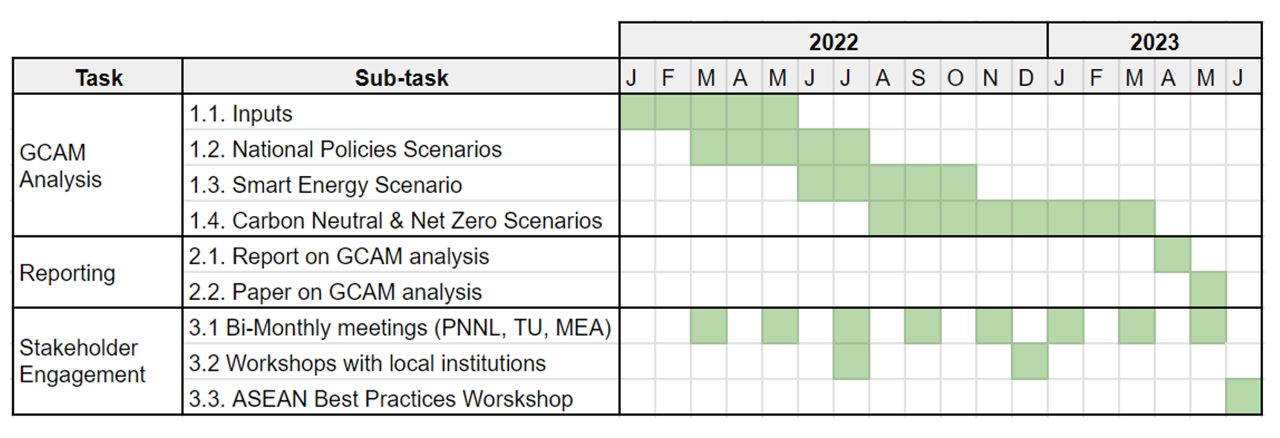 2022 2023
Task Sub-task J F M A M J J A S O N D J F M A M J
GCAM
Analysis
1.1. Inputs
1.2. National Policies Scenarios
1.3. Smart Energy Scenario
1.4. Carbon Neutral & Net Zero Scenarios
Reporting
2.1. Report on GCAM analysis
2.2. Paper on GCAM analysis
Stakeholder
Engagement
3.1 Bi-Monthly meetings (PNNL, TU, MEA)
3.2 Workshops with local institutions
3.3. ASEAN Best Practices Worskshop